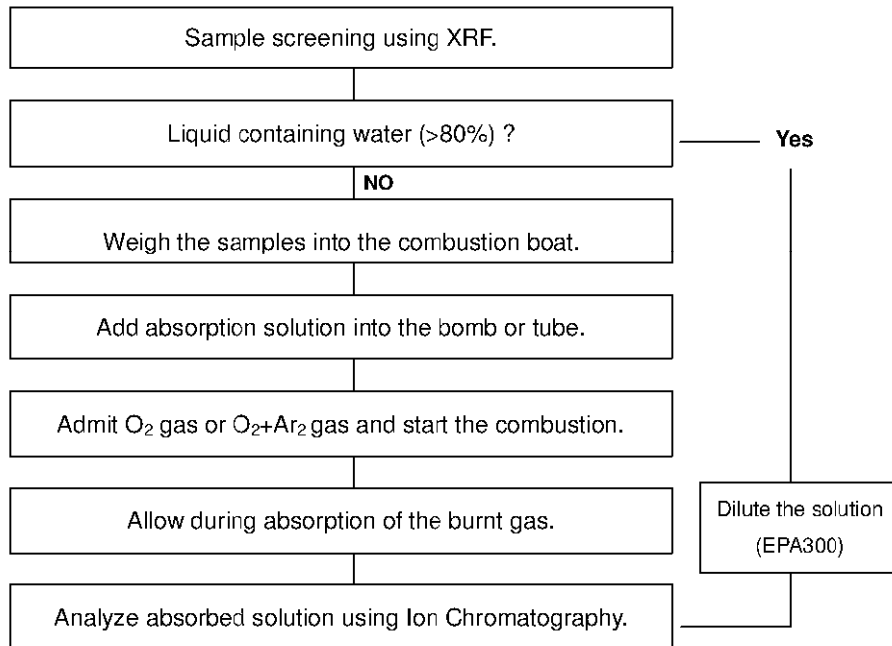 Sample screening using XRF.
Liquid containing water (>80%) ?
Yes
NO
Weigh the samples into the combustion boat.
Add absorption solution into the bomb or tube.
Admit O₂ gas or O₂+Ar₂ gas and start the combustion.
Allow during absorption of the burnt gas.
Dilute the solution
(EPA300)
Analyze absorbed solution using Ion Chromatography.